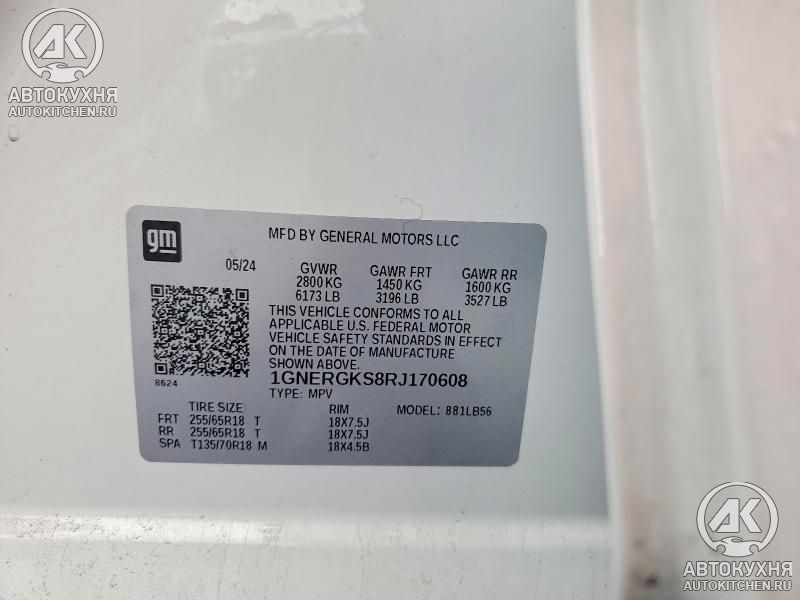 АК
АВТОКУХНЯ
AUTOKITCHEN.RU
gm
MFD BY GENERAL MOTORS LLC
05/24 GVWR GAWR FRT GAWR RR
2800 KG 1450 KG 1600 KG
6173 LB 3196 LB 3527 LB
THIS VEHICLE CONFORMS TO ALL
APPLICABLE U.S. FEDERAL MOTOR
VEHICLE SAFETY STANDARDS IN EFFECT
ON THE DATE OF MANUFACTURE
SHOWN ABOVE.
8624
1GNERGKS8RJ170608
TYPE: MPV
TIRE SIZE RIM MODEL: 881LB56
FRT 255/65R18 T 18X7.5J
RR 255/65R18 T 18X7.5J
SPA T135/70R18 M 18X4.5B
АК
АВТОКУХНЯ
AUTOKITCHEN.RU